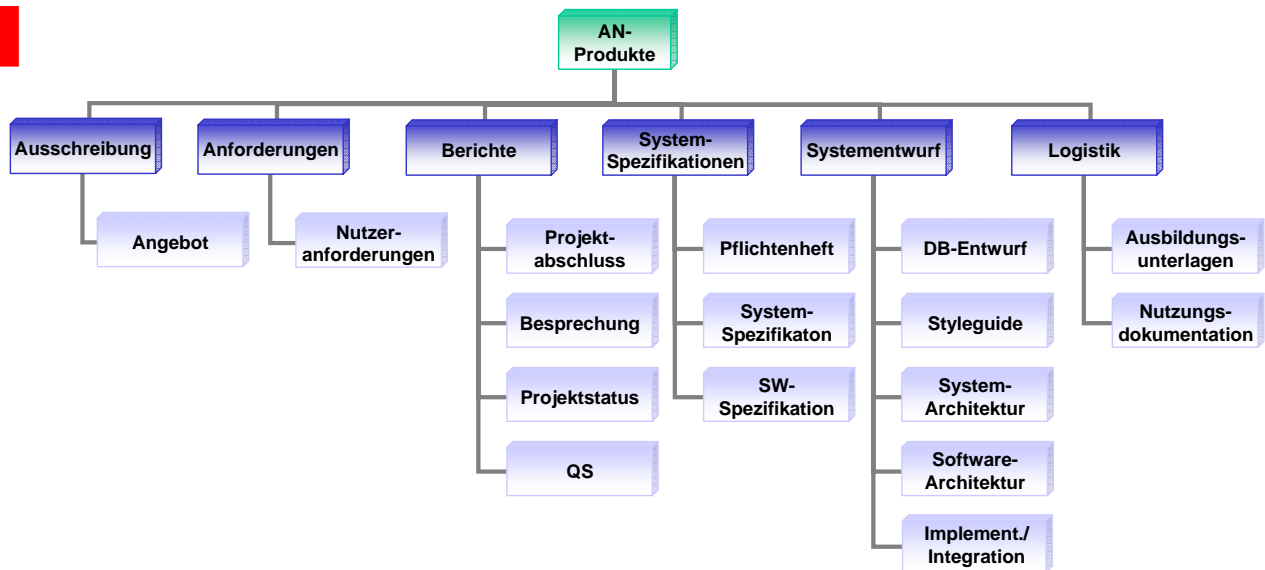 AN-
Produkte
Ausschreibung
Anforderungen
Berichte
System-
Spezifikationen
Systementwurf
Logistik
Angebot
Nutzer-
anforderungen
Projekt-
abschluss
Besprechung
Projektstatus
QS
Pflichtenheft
System-
Spezifikaton
SW-
Spezifikation
DB-Entwurf
Styleguide
System-
Architektur
Software-
Architektur
Implement./
Integration
Ausbildungs-
unterlagen
Nutzungs-
dokumentation